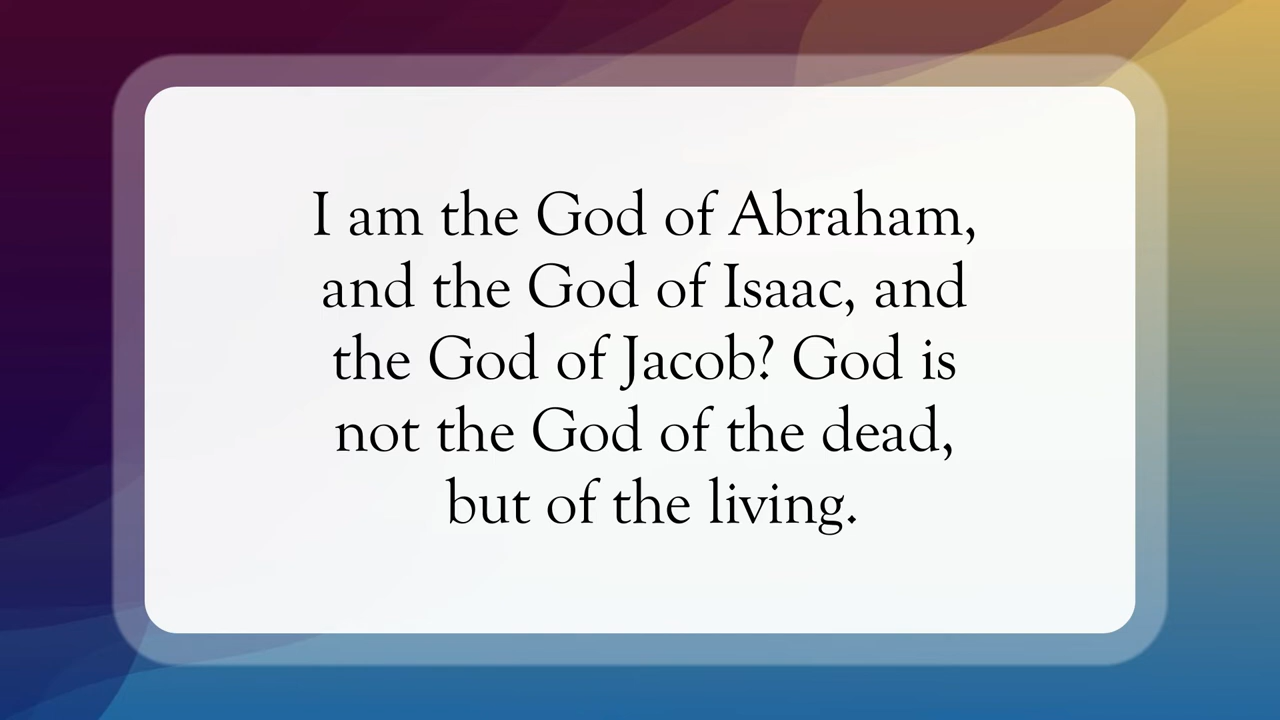 I am the God of Abraham,
and the God of Isaac, and
the God of Jacob? God is
not the God of the dead,
but of the living.